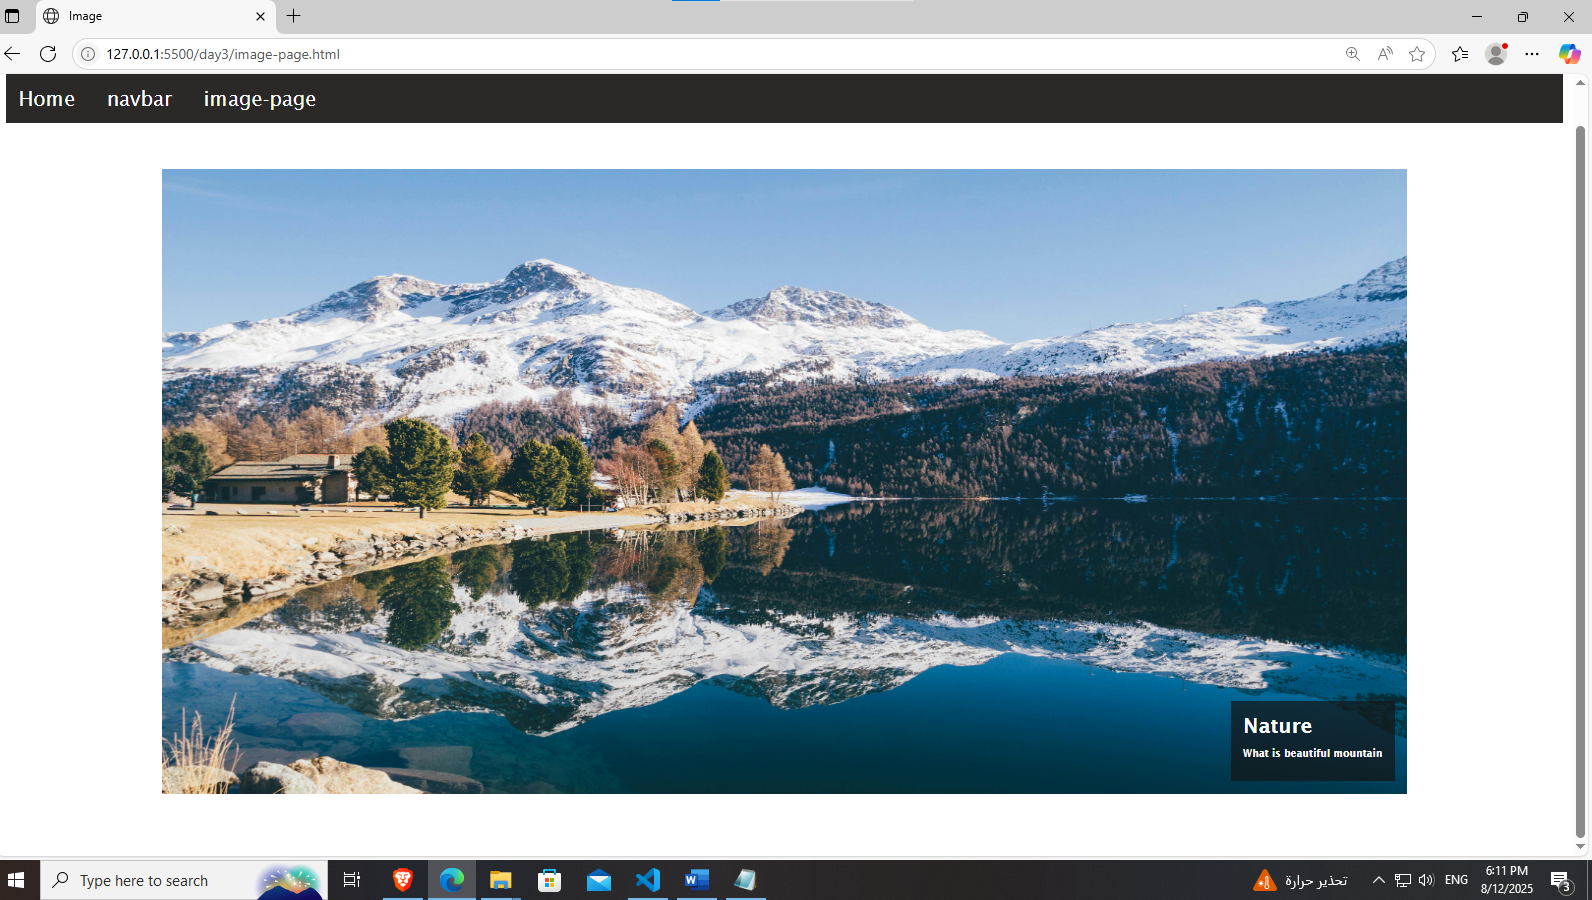 Image
127.0.0.1:5500/day3/image-page.html
Home navbar image-page
Nature
What is beautiful mountain
Type here to search
تحذير حرارة
ENG
6:11 PM
8/12/2025
3